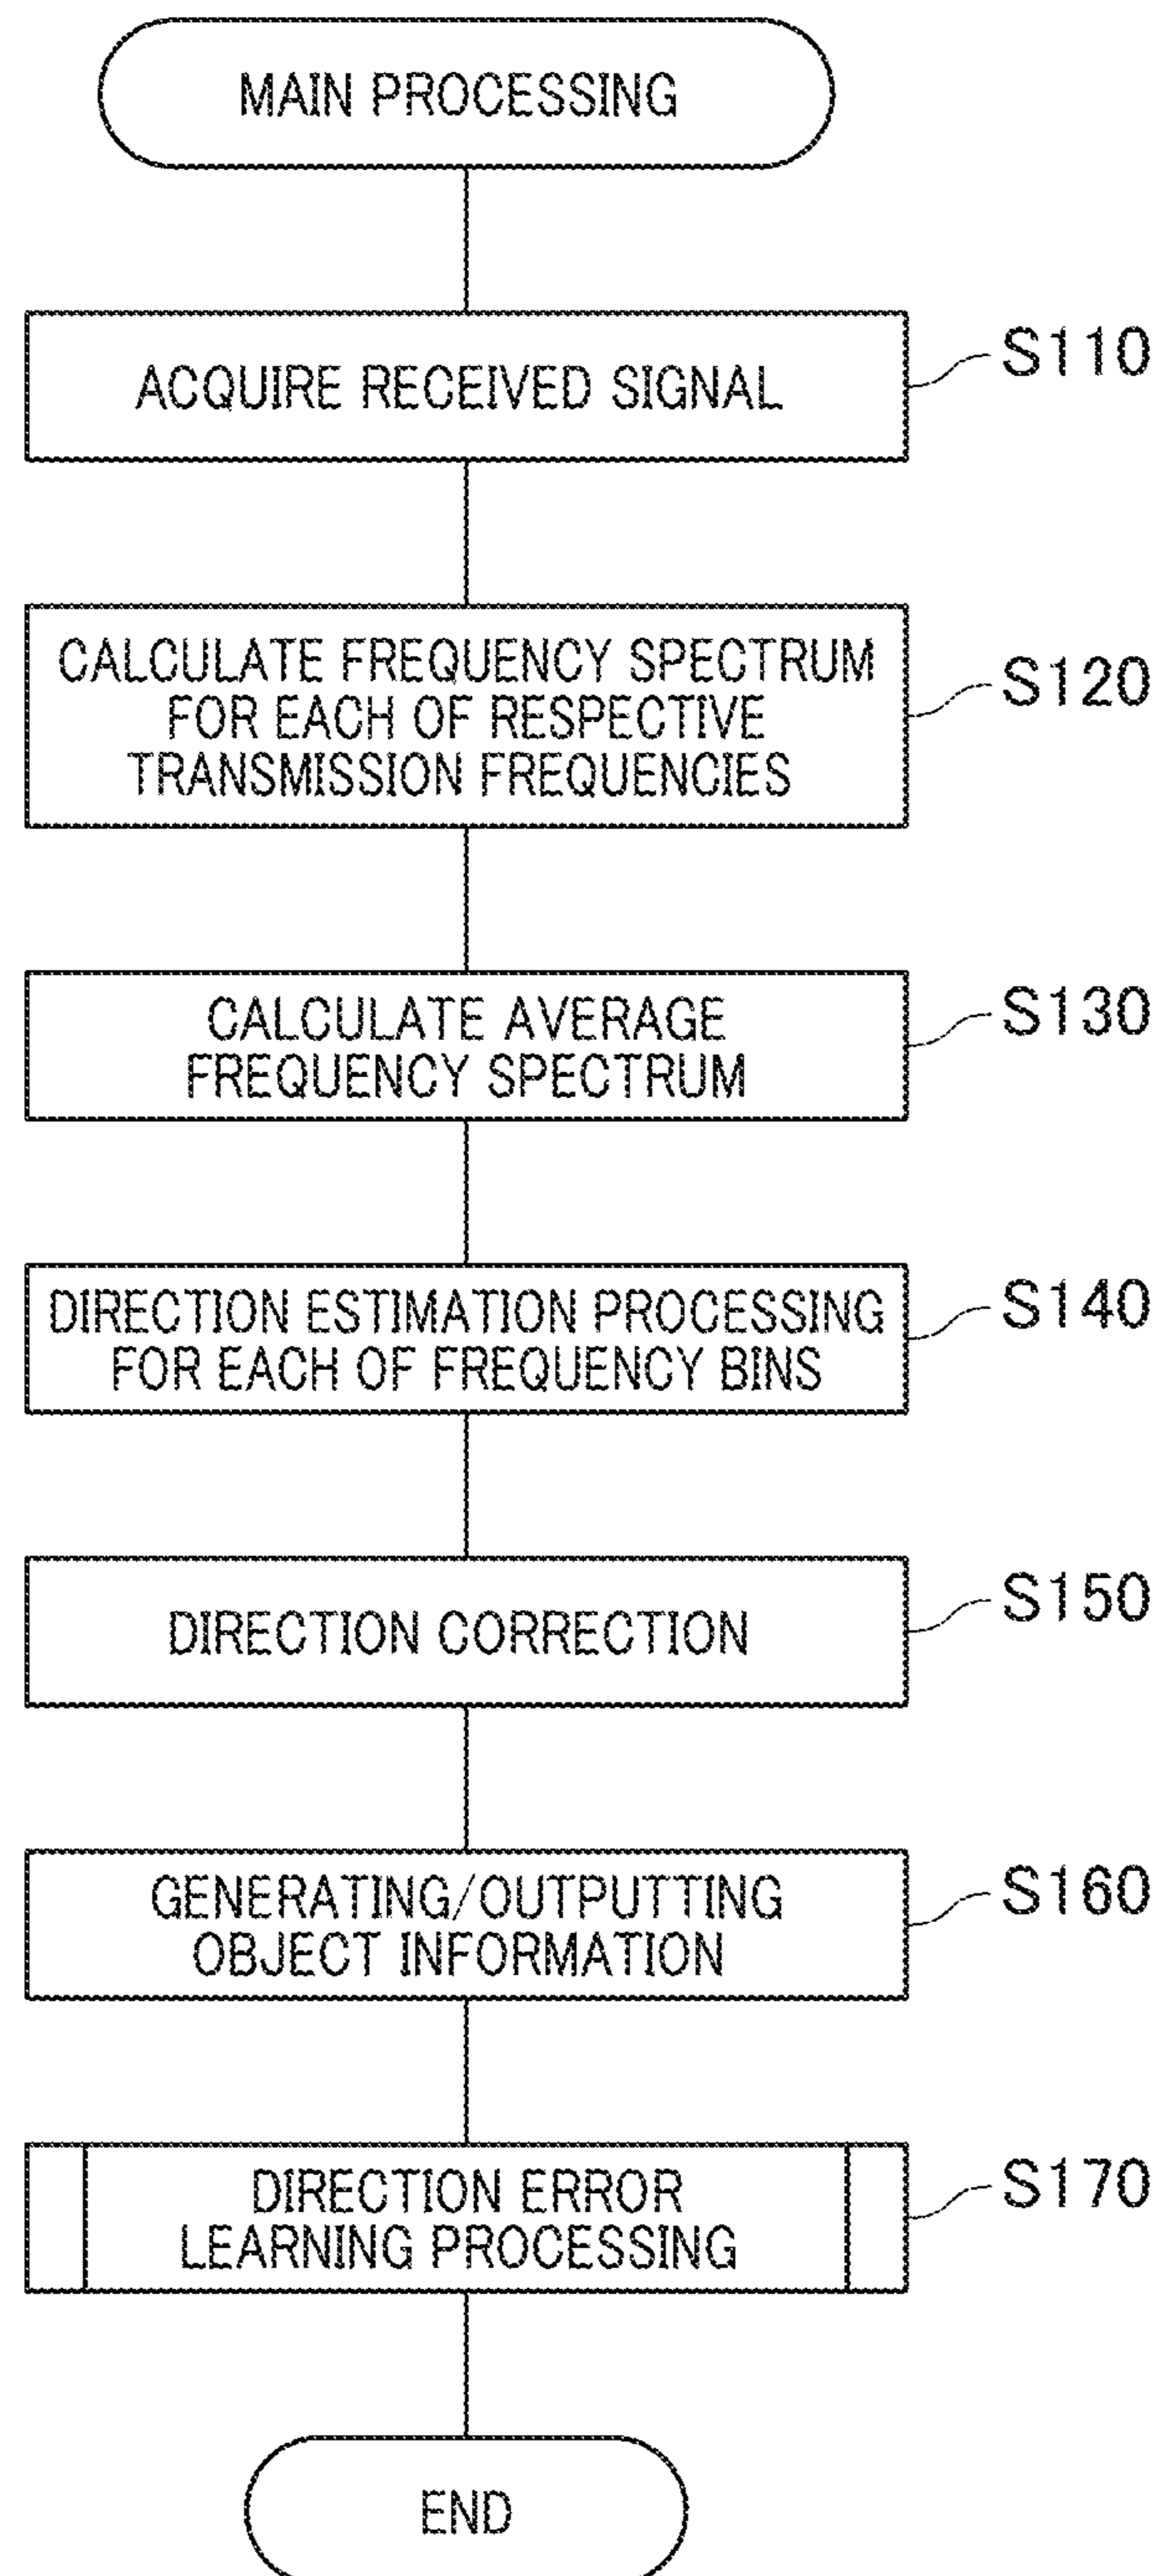 MAIN PROCESSING
ACQUIRE RECEIVED SIGNAL
S110
CALCULATE FREQUENCY SPECTRUM
FOR EACH OF RESPECTIVE
TRANSMISSION FREQUENCIES
S120
CALCULATE AVERAGE
FREQUENCY SPECTRUM
S130
DIRECTION ESTIMATION PROCESSING
FOR EACH OF FREQUENCY BINS
S140
DIRECTION CORRECTION
S150
GENERATING/OUTPUTTING
OBJECT INFORMATION
S160
DIRECTION ERROR
LEARNING PROCESSING
S170
END